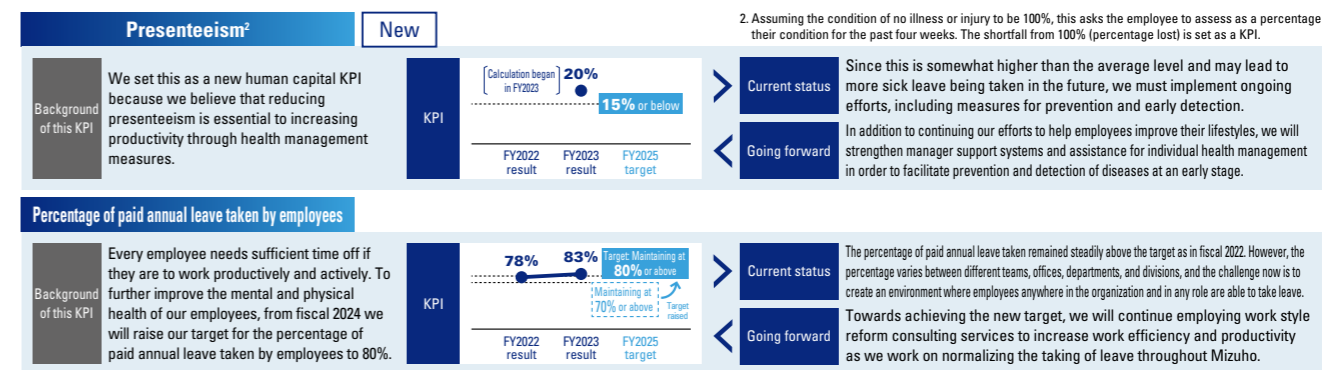 Presenteeism²
New
2. Assuming the condition of no illness or injury to be 100%, this asks the employee to assess as a percentage
their condition for the past four weeks. The shortfall from 100% (percentage lost) is set as a KPI.
Background
of this KPI
We set this as a new human capital KPI
because we believe that reducing
presenteeism is essential to increasing
productivity through health management
measures.
KPI
Calculation began
in FY2023
20%
15% or below
FY2022
result
FY2023
result
FY2025
target
Current status
Since this is somewhat higher than the average level and may lead to
more sick leave being taken in the future, we must implement ongoing
efforts, including measures for prevention and early detection.
Going forward
In addition to continuing our efforts to help employees improve their lifestyles, we will
strengthen manager support systems and assistance for individual health management
in order to facilitate prevention and detection of diseases at an early stage.
Percentage of paid annual leave taken by employees
Background
of this KPI
Every employee needs sufficient time off if
they are to work productively and actively. To
further improve the mental and physical
health of our employees, from fiscal 2024 we
will raise our target for the percentage of
paid annual leave taken by employees to 80%.
KPI
78%
83%
Target: Maintaining at
80% or above
Maintaining at
70% or above
Target
raised
FY2022
result
FY2023
result
FY2025
target
Current status
The percentage of paid annual leave taken remained steadily above the target as in fiscal 2022. However, the
percentage varies between different teams, offices, departments, and divisions, and the challenge now is to
create an environment where employees anywhere in the organization and in any role are able to take leave.
Going forward
Towards achieving the new target, we will continue employing work style
reform consulting services to increase work efficiency and productivity
as we work on normalizing the taking of leave throughout Mizuho.